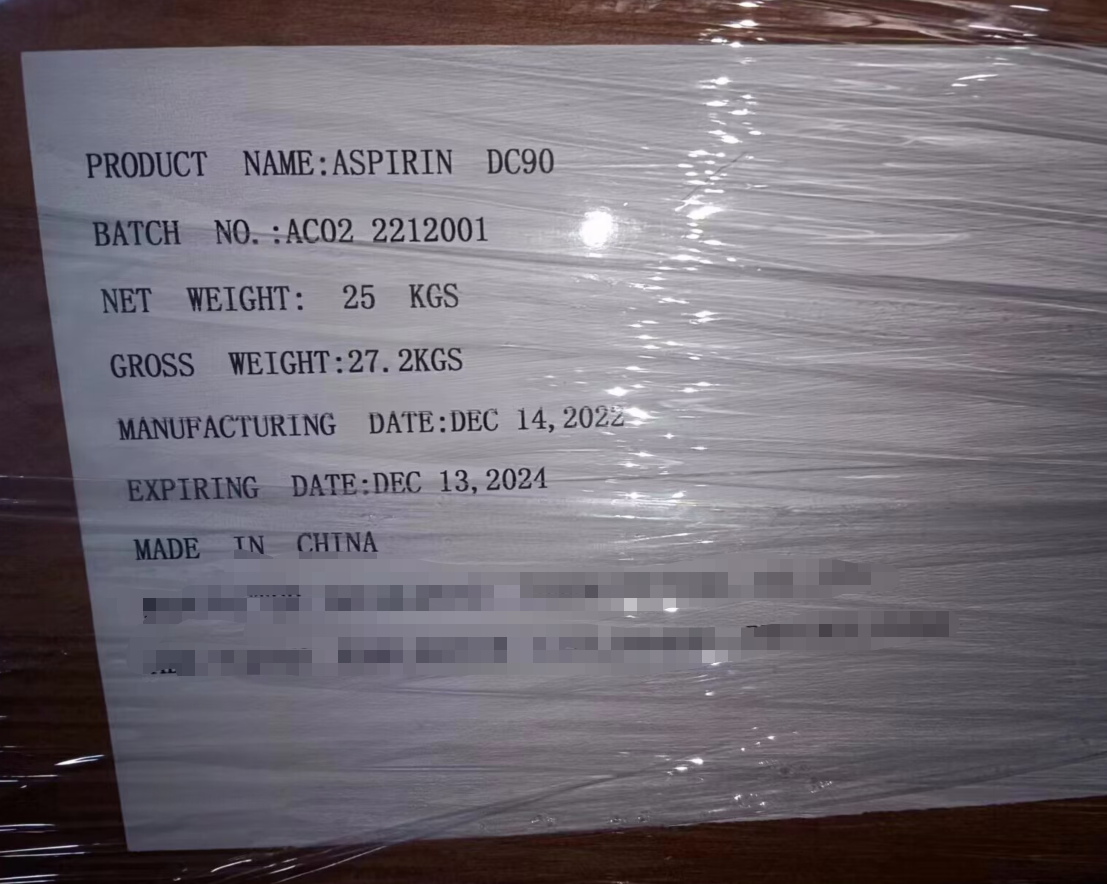 PRODUCT NAME:ASPIRIN DC90
BATCH NO.:AC02 2212001
NET WEIGHT: 25 KGS
GROSS WEIGHT:27.2KGS
MANUFACTURING DATE:DEC 14,2022
EXPIRING DATE:DEC 13,2024
MADE IN CHINA